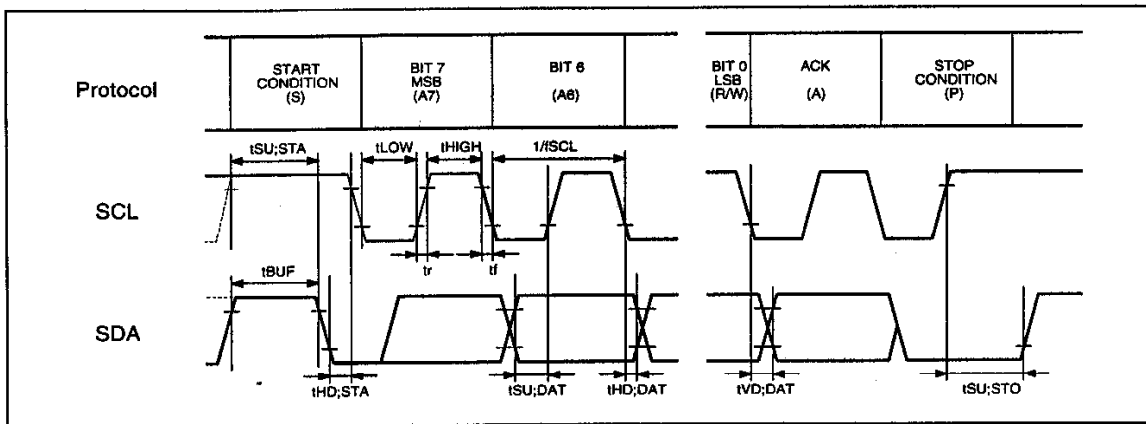 Protocol
START
CONDITION
(S)
BIT 7
MSB
(A7)
BIT 6
(A6)
BIT 0
LSB
(R/W)
ACK
(A)
STOP
CONDITION
(P)
tSU;STA
tLOW
tHIGH
1/fSCL
SCL
tr
tf
tBUF
SDA
tHD;STA
tSU;DAT
tHD;DAT
tVD;DAT
tSU;STO